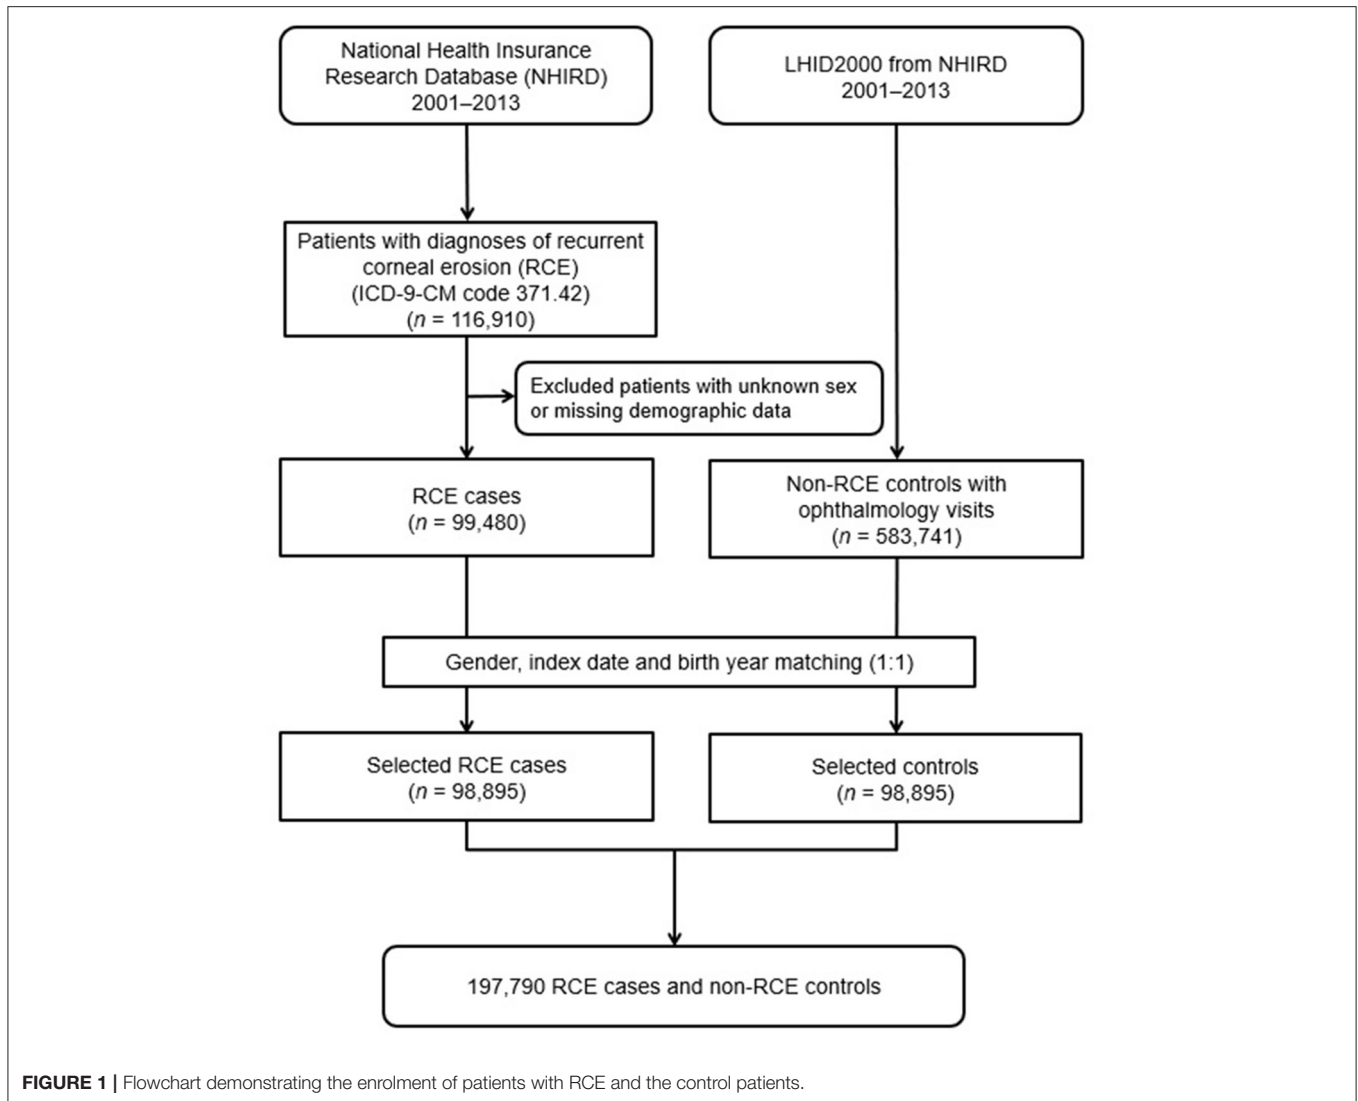 National Health Insurance
Research Database (NHIRD)
2001–2013
LHID2000 from NHIRD
2001–2013
Patients with diagnoses of recurrent
corneal erosion (RCE)
(ICD-9-CM code 371.42)
(n = 116,910)
Excluded patients with unknown sex
or missing demographic data
RCE cases
(n = 99,480)
Non-RCE controls with
ophthalmology visits
(n = 583,741)
Gender, index date and birth year matching (1:1)
Selected RCE cases
(n = 98,895)
Selected controls
(n = 98,895)
197,790 RCE cases and non-RCE controls
FIGURE 1 | Flowchart demonstrating the enrolment of patients with RCE and the control patients.